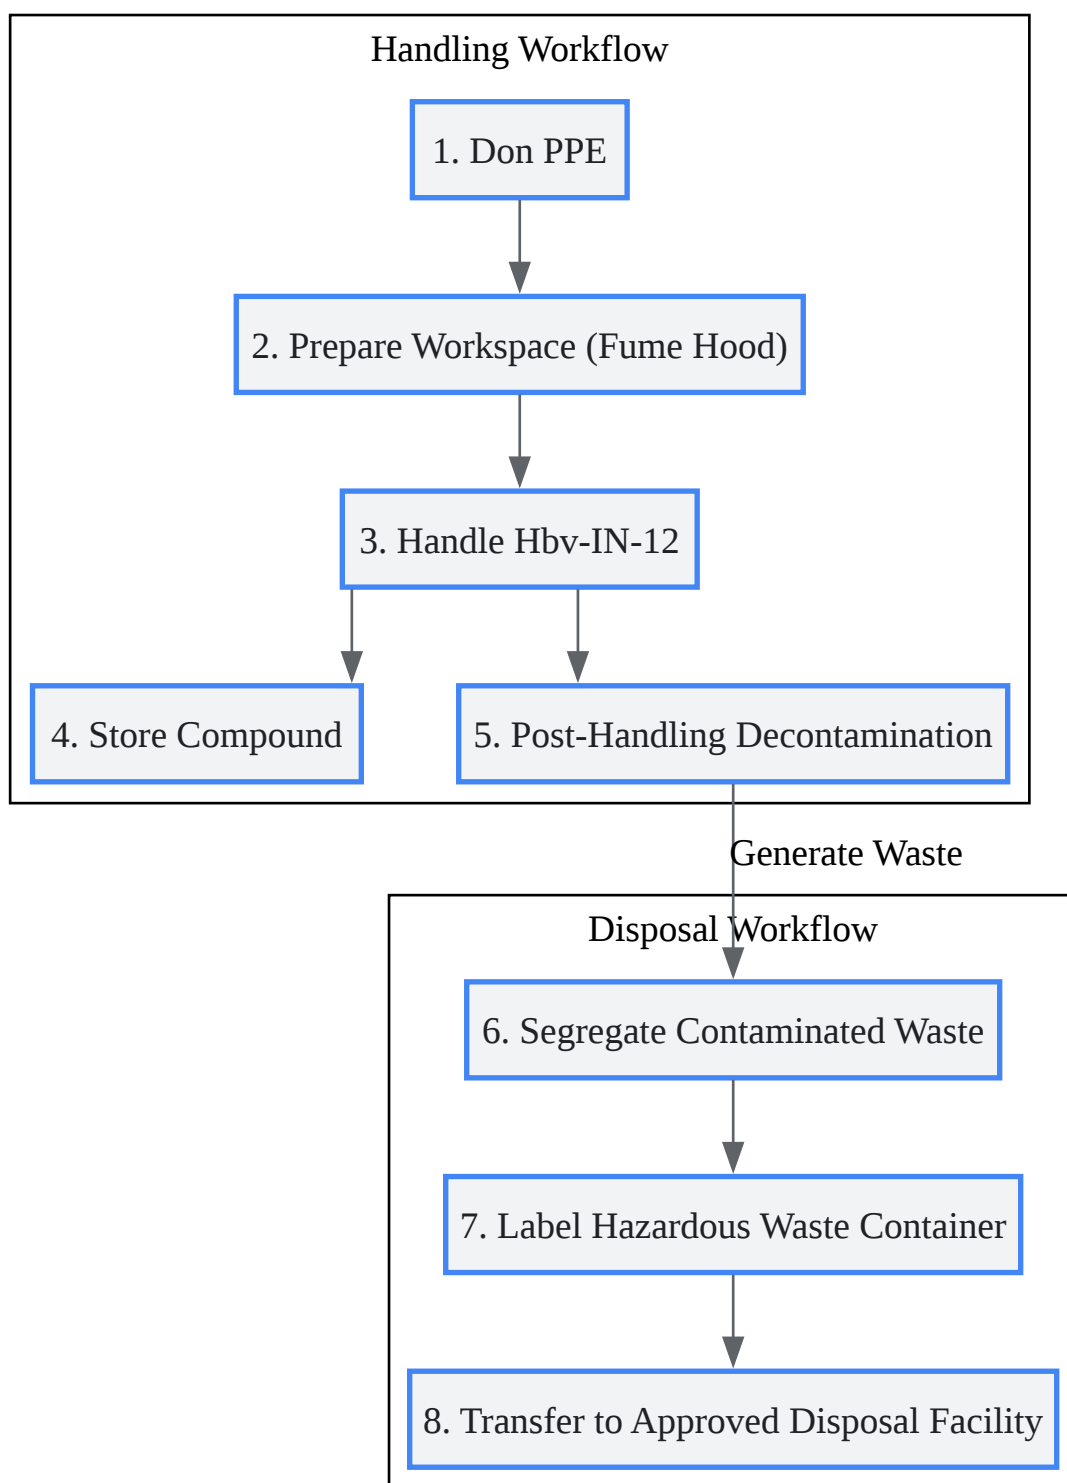 Handling Workflow
1. Don PPE
2. Prepare Workspace (Fume Hood)
3. Handle Hbv-IN-12
4. Store Compound
5. Post-Handling Decontamination
Generate Waste
Disposal Workflow
6. Segregate Contaminated Waste
7. Label Hazardous Waste Container
8. Transfer to Approved Disposal Facility